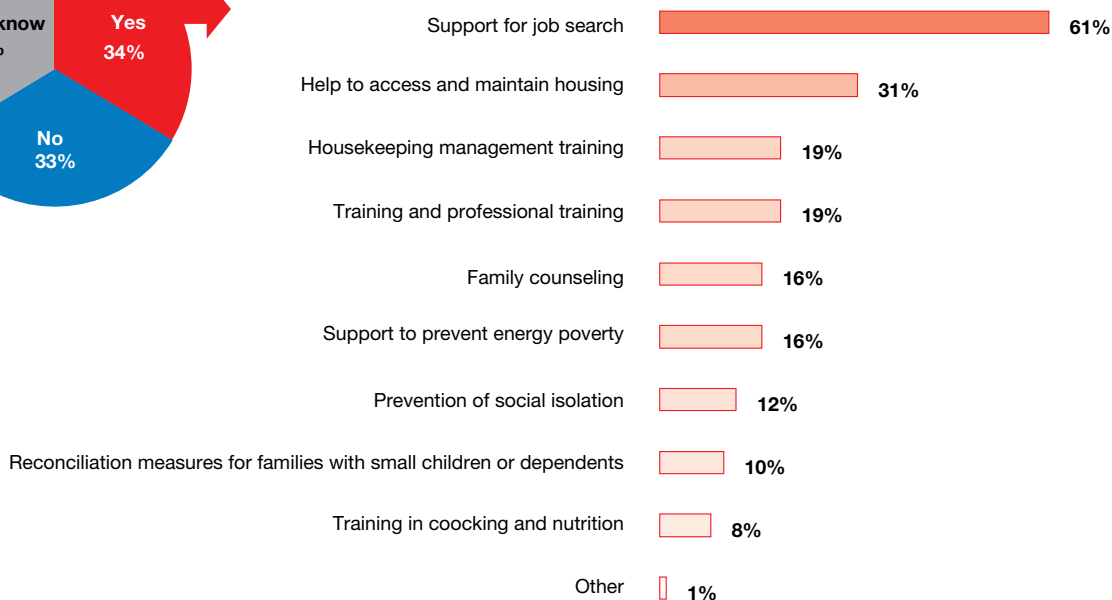 know
Yes
34%
No
33%
Support for job search 61%
Help to access and maintain housing 31%
Housekeeping management training 19%
Training and professional training 19%
Family counseling 16%
Support to prevent energy poverty 16%
Prevention of social isolation 12%
Reconciliation measures for families with small children or dependents 10%
Training in coocking and nutrition 8%
Other 1%